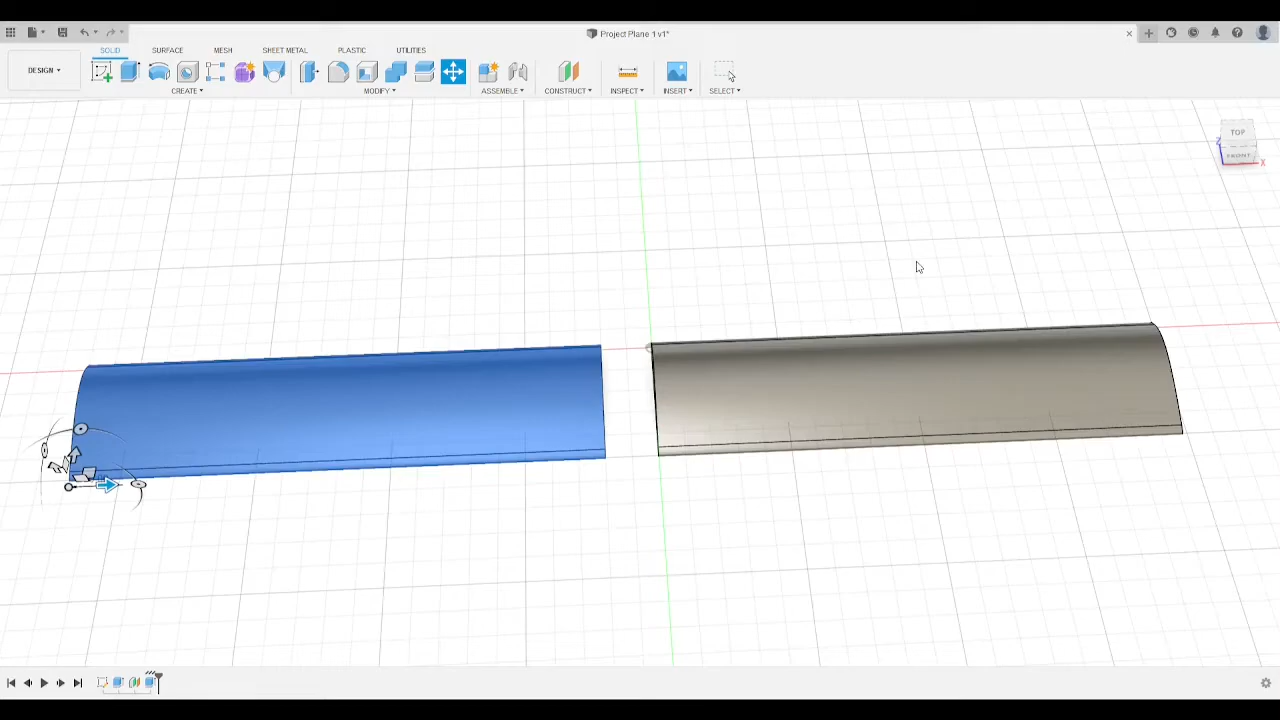 Project Plane 1 v1*
SOLID SURFACE MESH SHEET METAL PLASTIC UTILITIES
DESIGN
CREATE MODIFY ASSEMBLE CONSTRUCT INSPECT INSERT SELECT
TOP
FRONT
Z
X